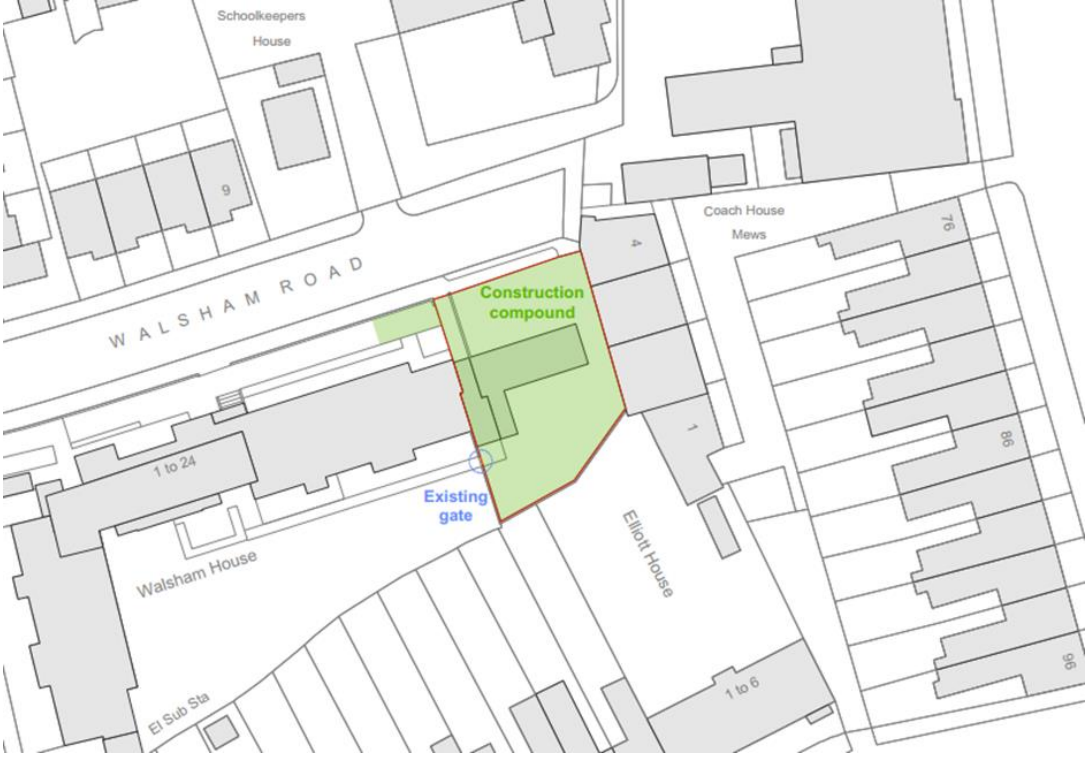 Schoolkeepers
House
9
WALSHAM ROAD
4
Coach House
Mews
76
Construction
compound
1
86
1 to 24
Existing
gate
Elliott House
Walsham House
96
1 to 6
El Sub Sta